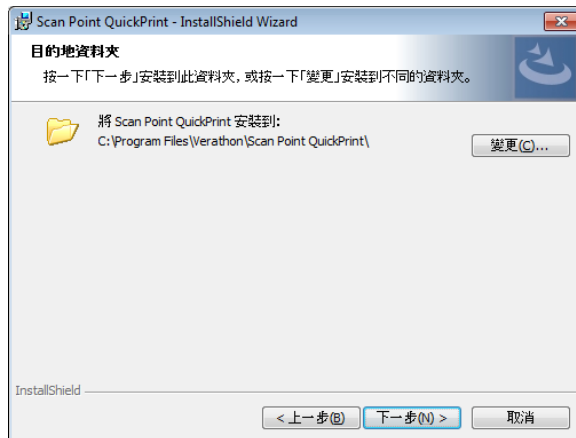 Scan Point QuickPrint - InstallShield Wizard
目的地資料夾
按一下「下一步」安裝到此資料夾，或按一下「變更」安裝到不同的資料夾。
將 Scan Point QuickPrint 安裝到:
C:\Program Files\Verathon\Scan Point QuickPrint\
變更(C)...
InstallShield
< 上一步(B)
下一步(N) >
取消